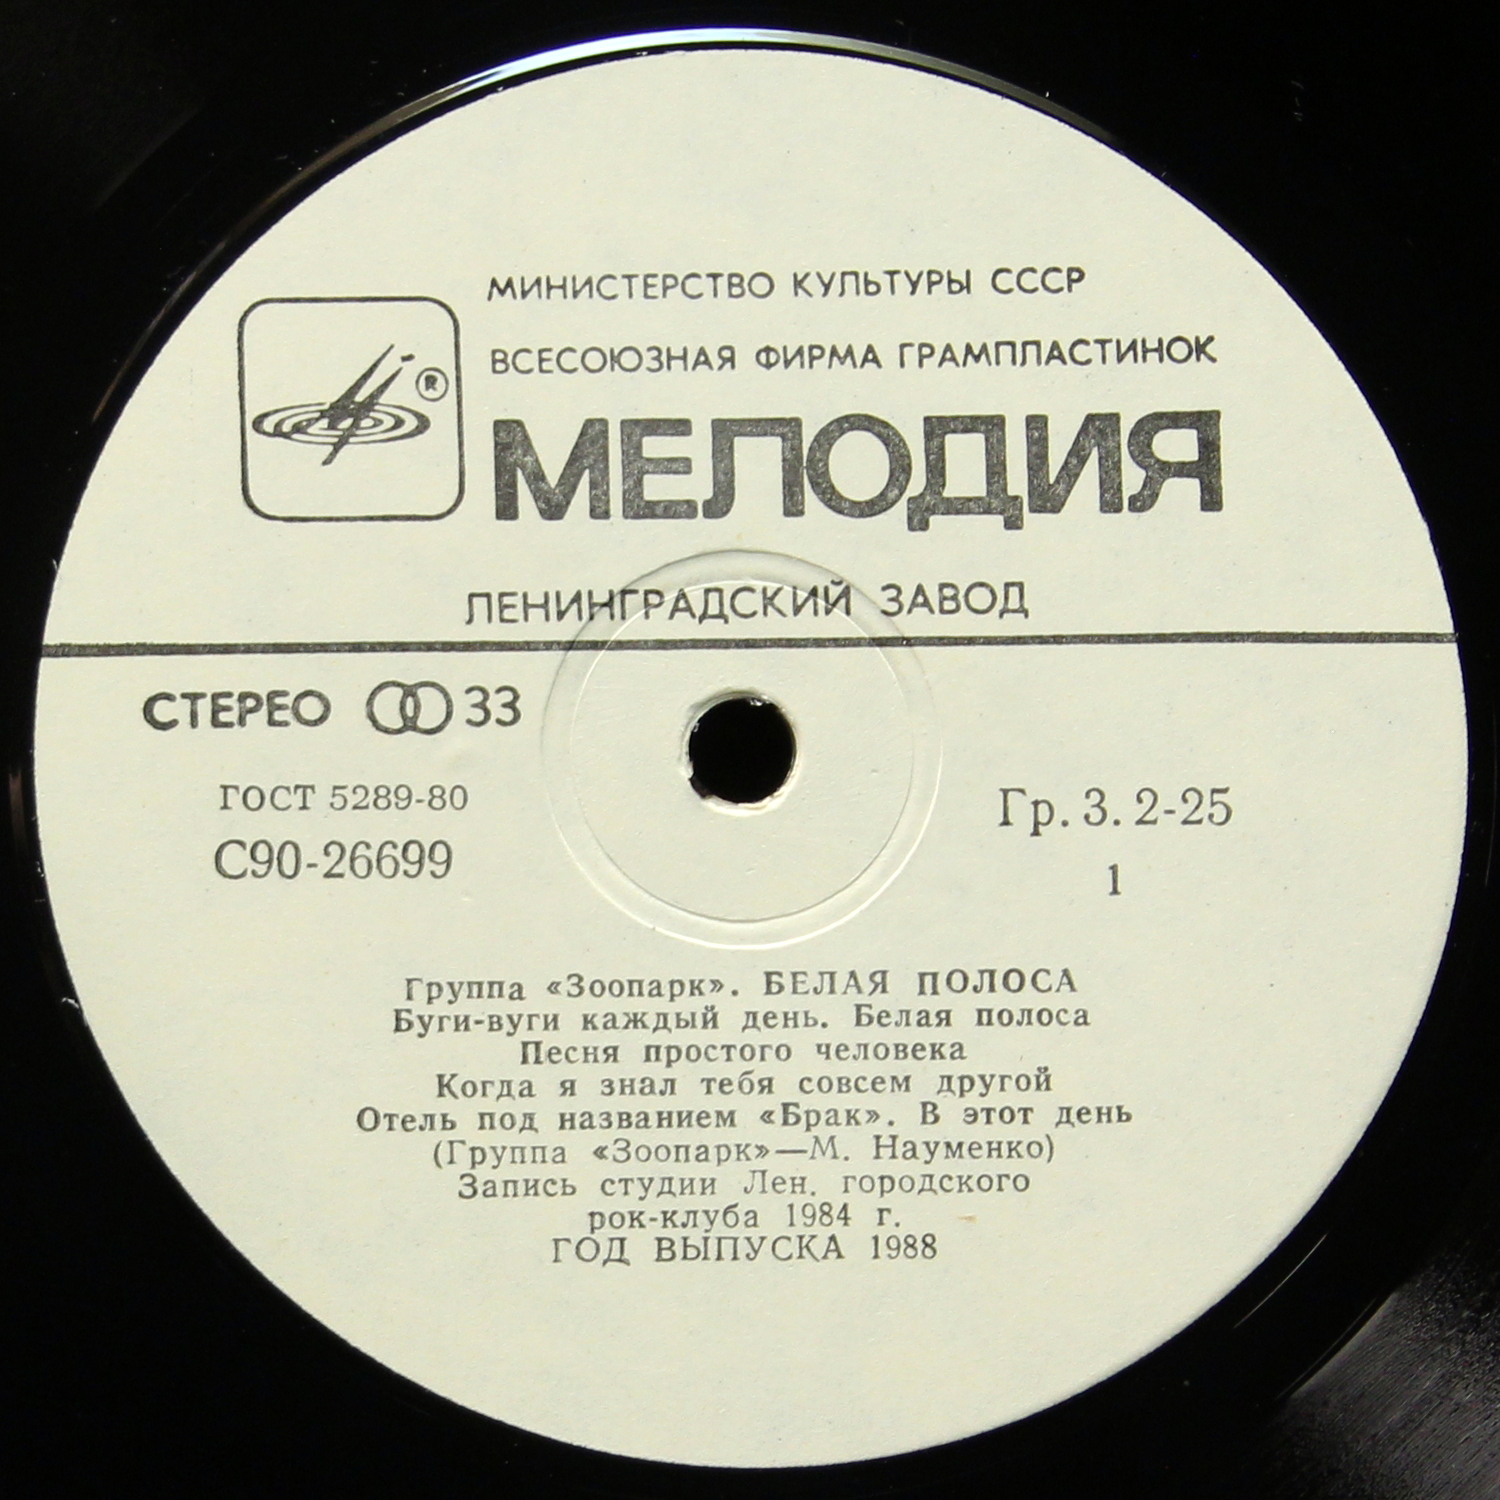 МИНИСТЕРСТВО КУЛЬТУРЫ СССР
ВСЕСОЮЗНАЯ ФИРМА ГРАМПЛАСТИНОК
®
МЕЛОДИЯ
ЛЕНИНГРАДСКИЙ ЗАВОД
СТЕРЕО 33
ГОСТ 5289-80
С90-26699
Гр. 3. 2-25
1
Группа «Зоопарк». БЕЛАЯ ПОЛОСА
Буги-вуги каждый день. Белая полоса
Песня простого человека
Когда я знал тебя совсем другой
Отель под названием «Брак». В этот день
(Группа «Зоопарк»—М. Науменко)
Запись студии Лен. городского
рок-клуба 1984 г.
ГОД ВЫПУСКА 1988